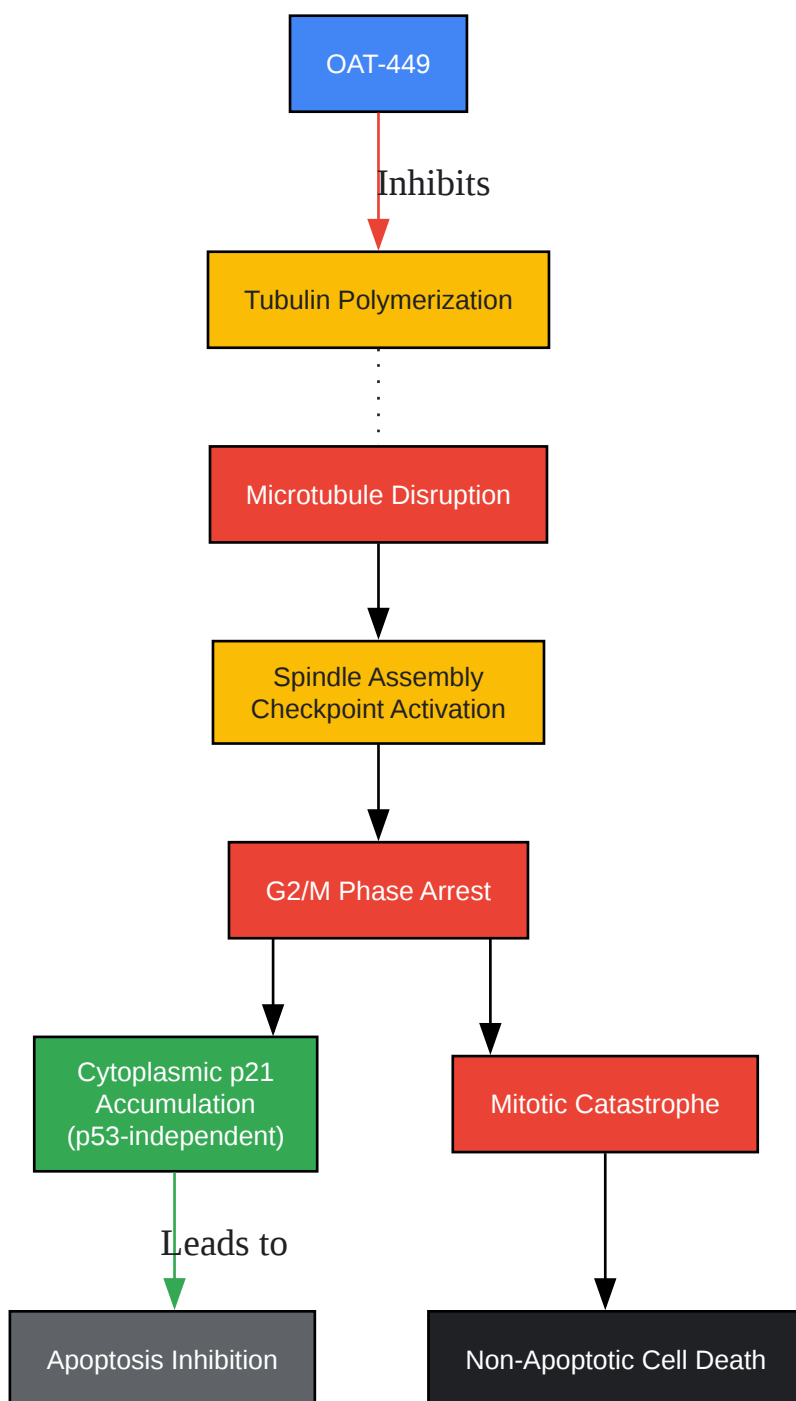 OAT-449
Inhibits
Tubulin Polymerization
Microtubule Disruption
Spindle Assembly
Checkpoint Activation
G2/M Phase Arrest
Cytoplasmic p21
Accumulation
(p53-independent)
Mitotic Catastrophe
Leads to
Apoptosis Inhibition
Non-Apoptotic Cell Death